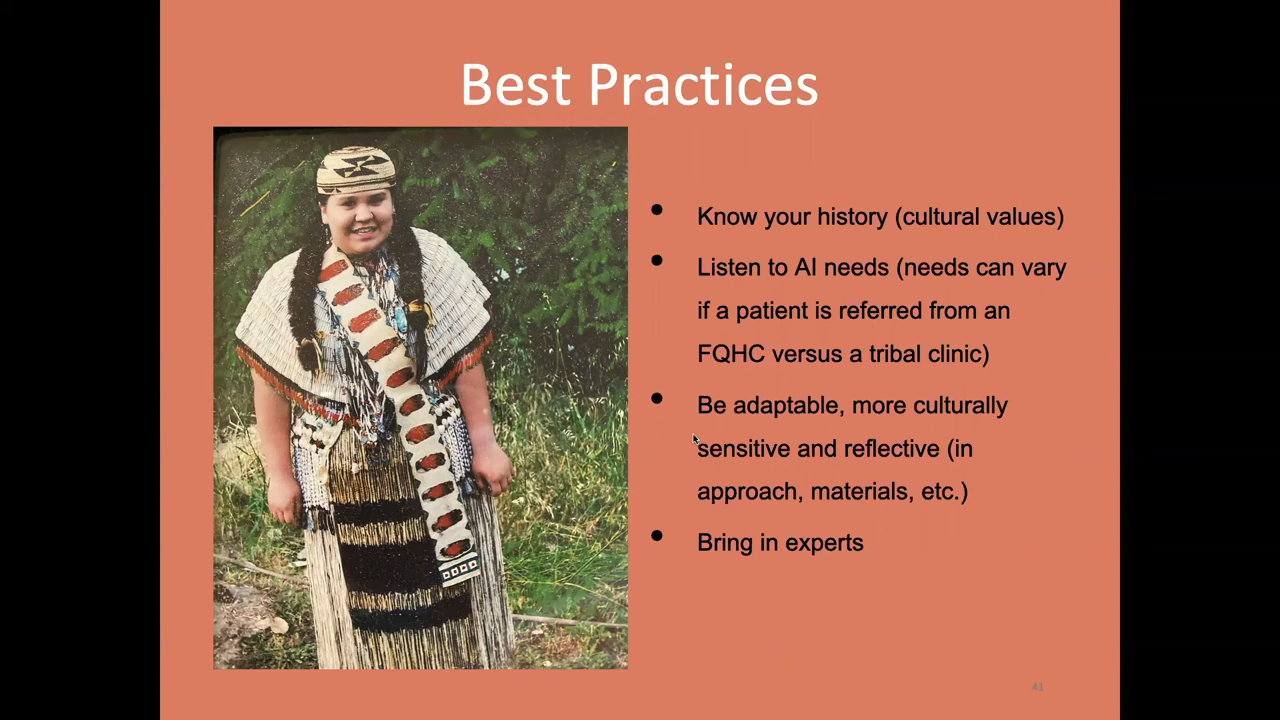 Best Practices
• Know your history (cultural values)
• Listen to AI needs (needs can vary
if a patient is referred from an
FQHC versus a tribal clinic)
• Be adaptable, more culturally
sensitive and reflective (in
approach, materials, etc.)
• Bring in experts
41